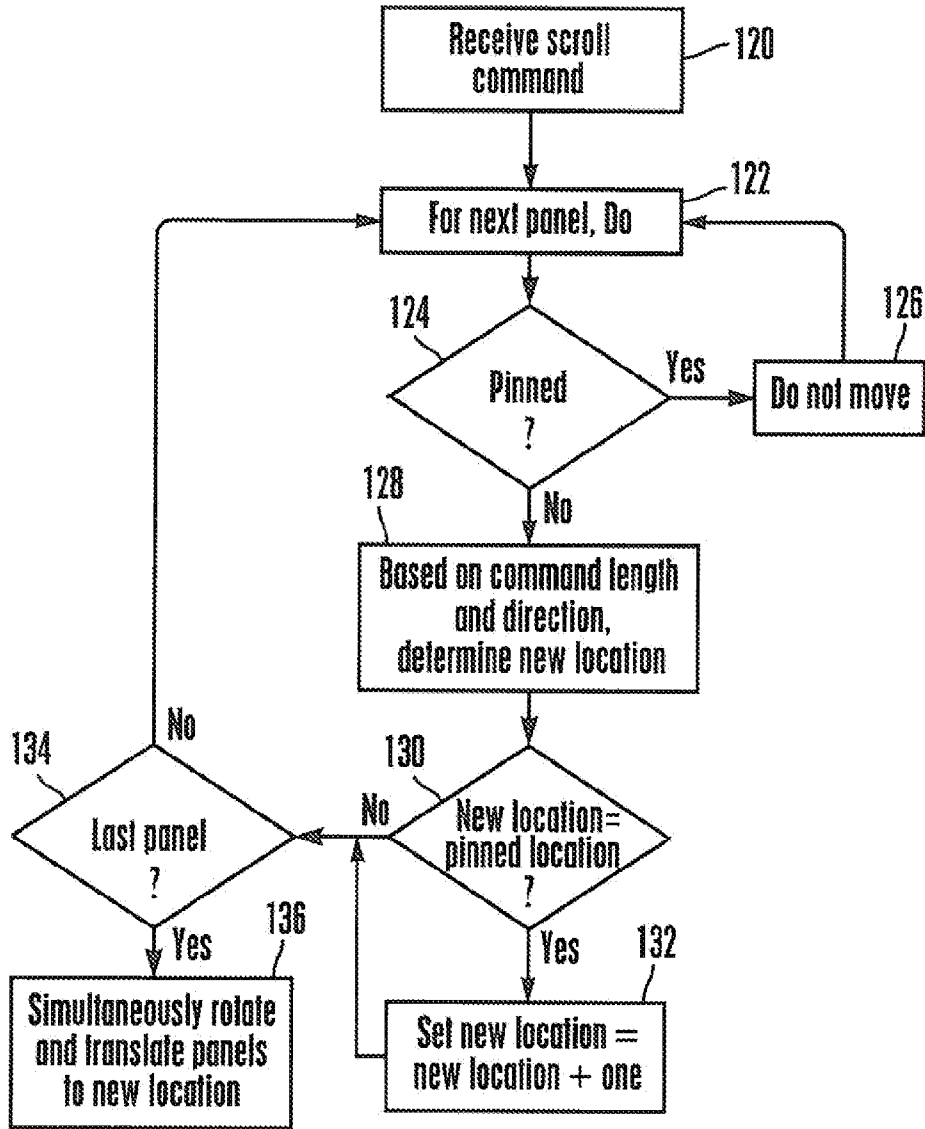 Receive scroll
command
120
For next panel, Do
122
124
Pinned
?
Yes
126
Do not move
No
128
Based on command length
and direction,
determine new location
130
New location=
pinned location
?
No
134
No
Last panel
?
Yes
136
Simultaneously rotate
and translate panels
to new location
Yes
132
Set new location =
new location + one